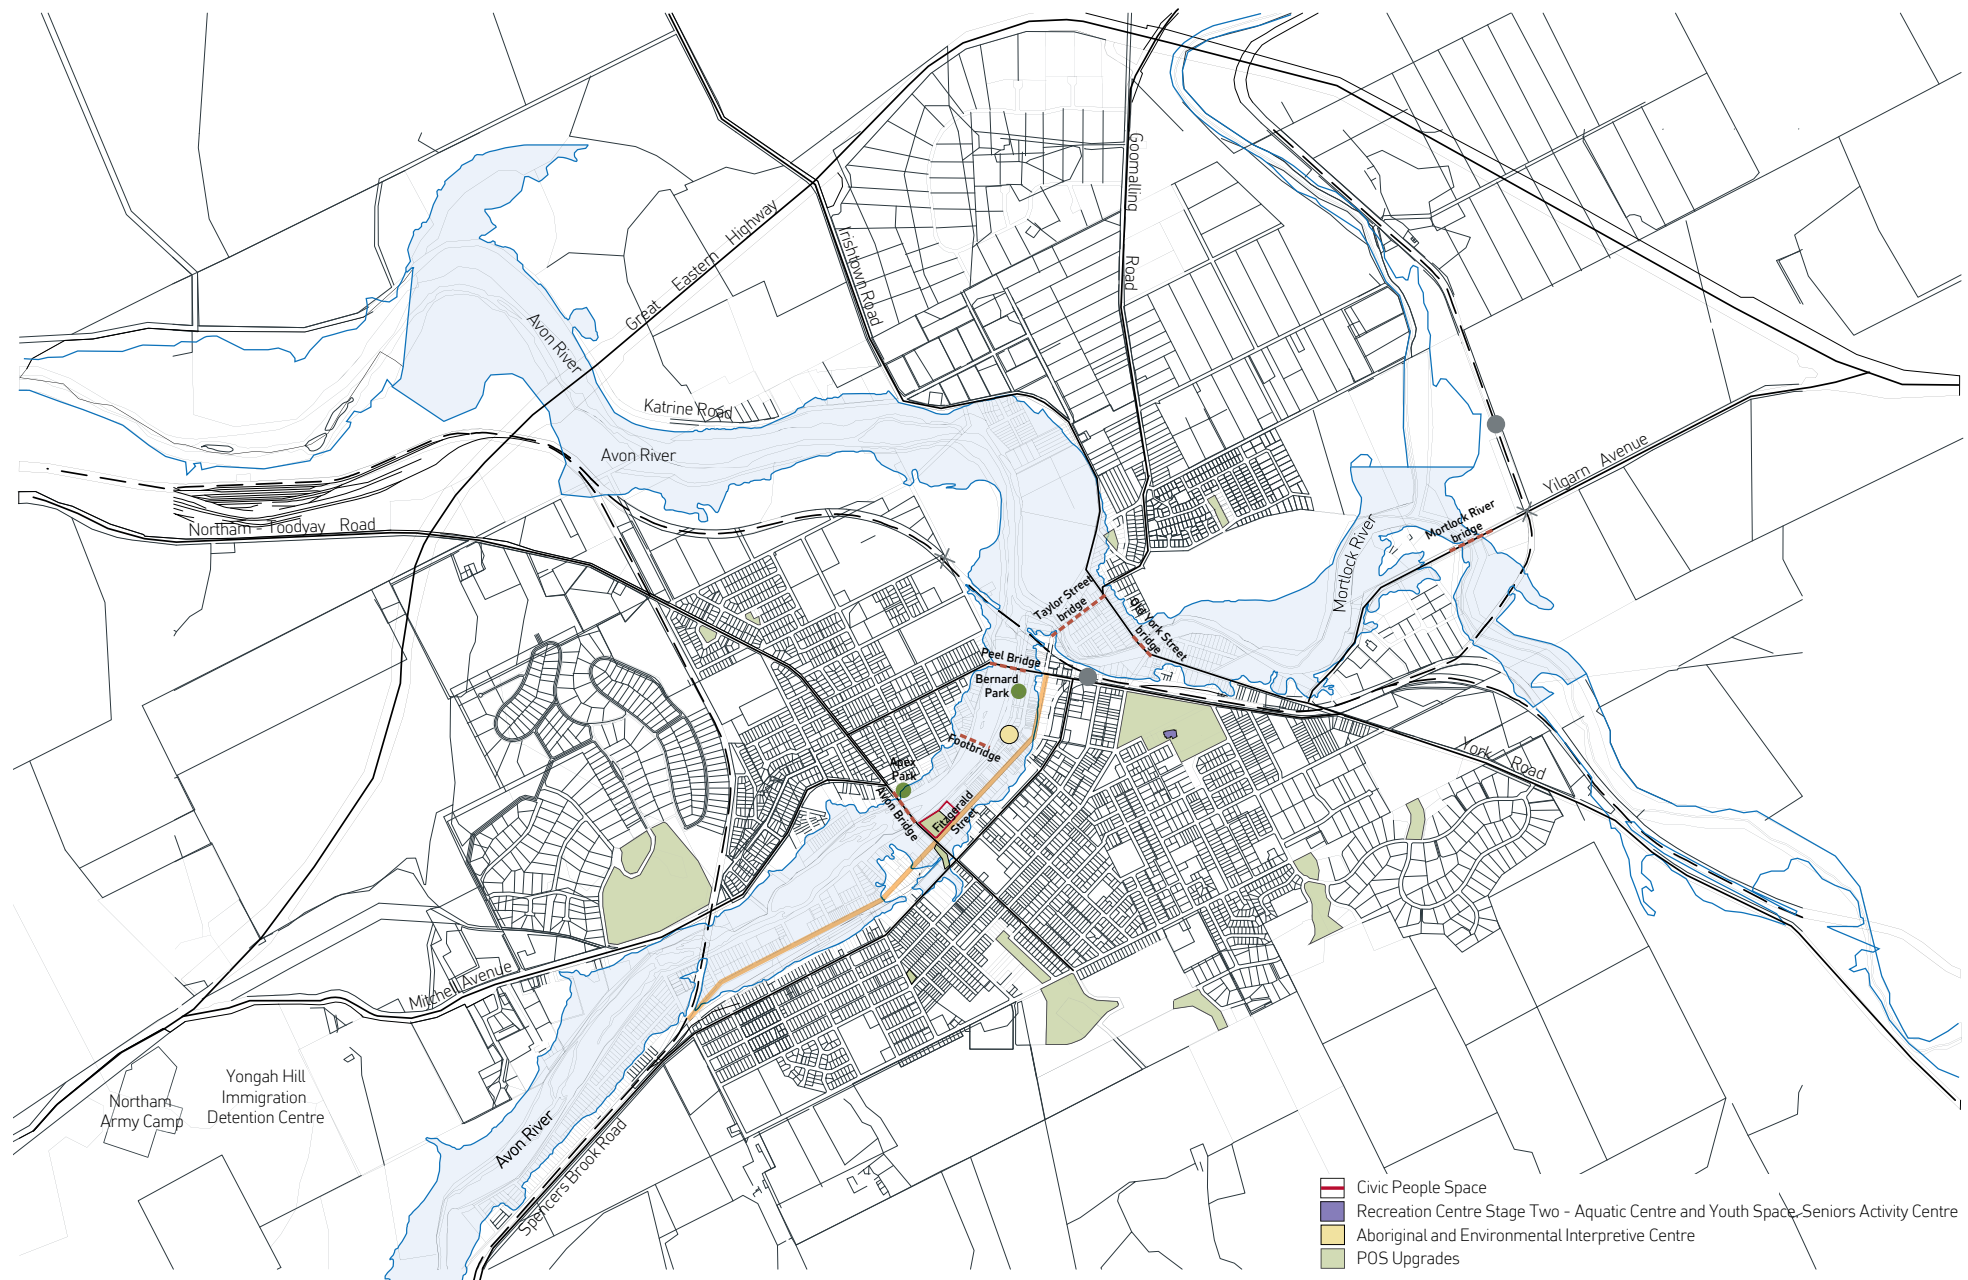 Goomalling
Road
Great Eastern Highway
Irishtown Road
Avon River
Katrine Road
Avon River
Northam - Toodyay Road
Yilgarn Avenue
Mortlock River
bridge
Mortlock River
Taylor Street
bridge
Old York Street
bridge
Peel Bridge
Bernard
Park
Footbridge
Apex
Park
Avon Bridge
Fitzgerald
Street
York Road
Mitchell Avenue
Yongah Hill
Immigration
Detention Centre
Northam
Army Camp
Avon River
Spencers Brook Road
Civic People Space
Recreation Centre Stage Two - Aquatic Centre and Youth Space, Seniors Activity Centre
Aboriginal and Environmental Interpretive Centre
POS Upgrades